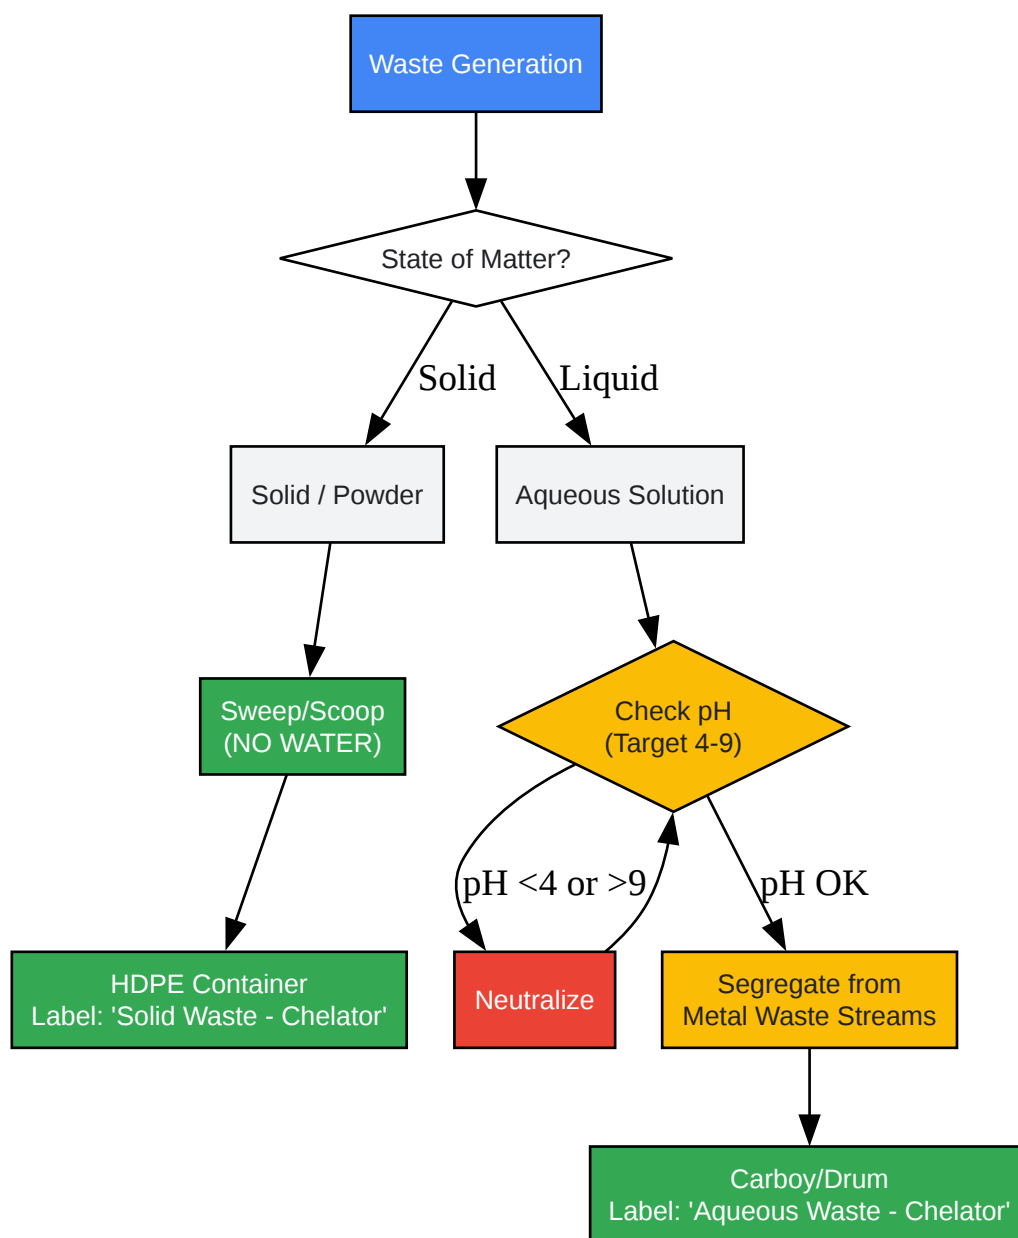 Waste Generation
State of Matter?
Solid
Liquid
Solid / Powder
Aqueous Solution
Sweep/Scoop
(NO WATER)
Check pH
(Target 4-9)
pH <4 or >9
pH OK
HDPE Container
Label: 'Solid Waste - Chelator'
Neutralize
Segregate from
Metal Waste Streams
Carboy/Drum
Label: 'Aqueous Waste - Chelator'